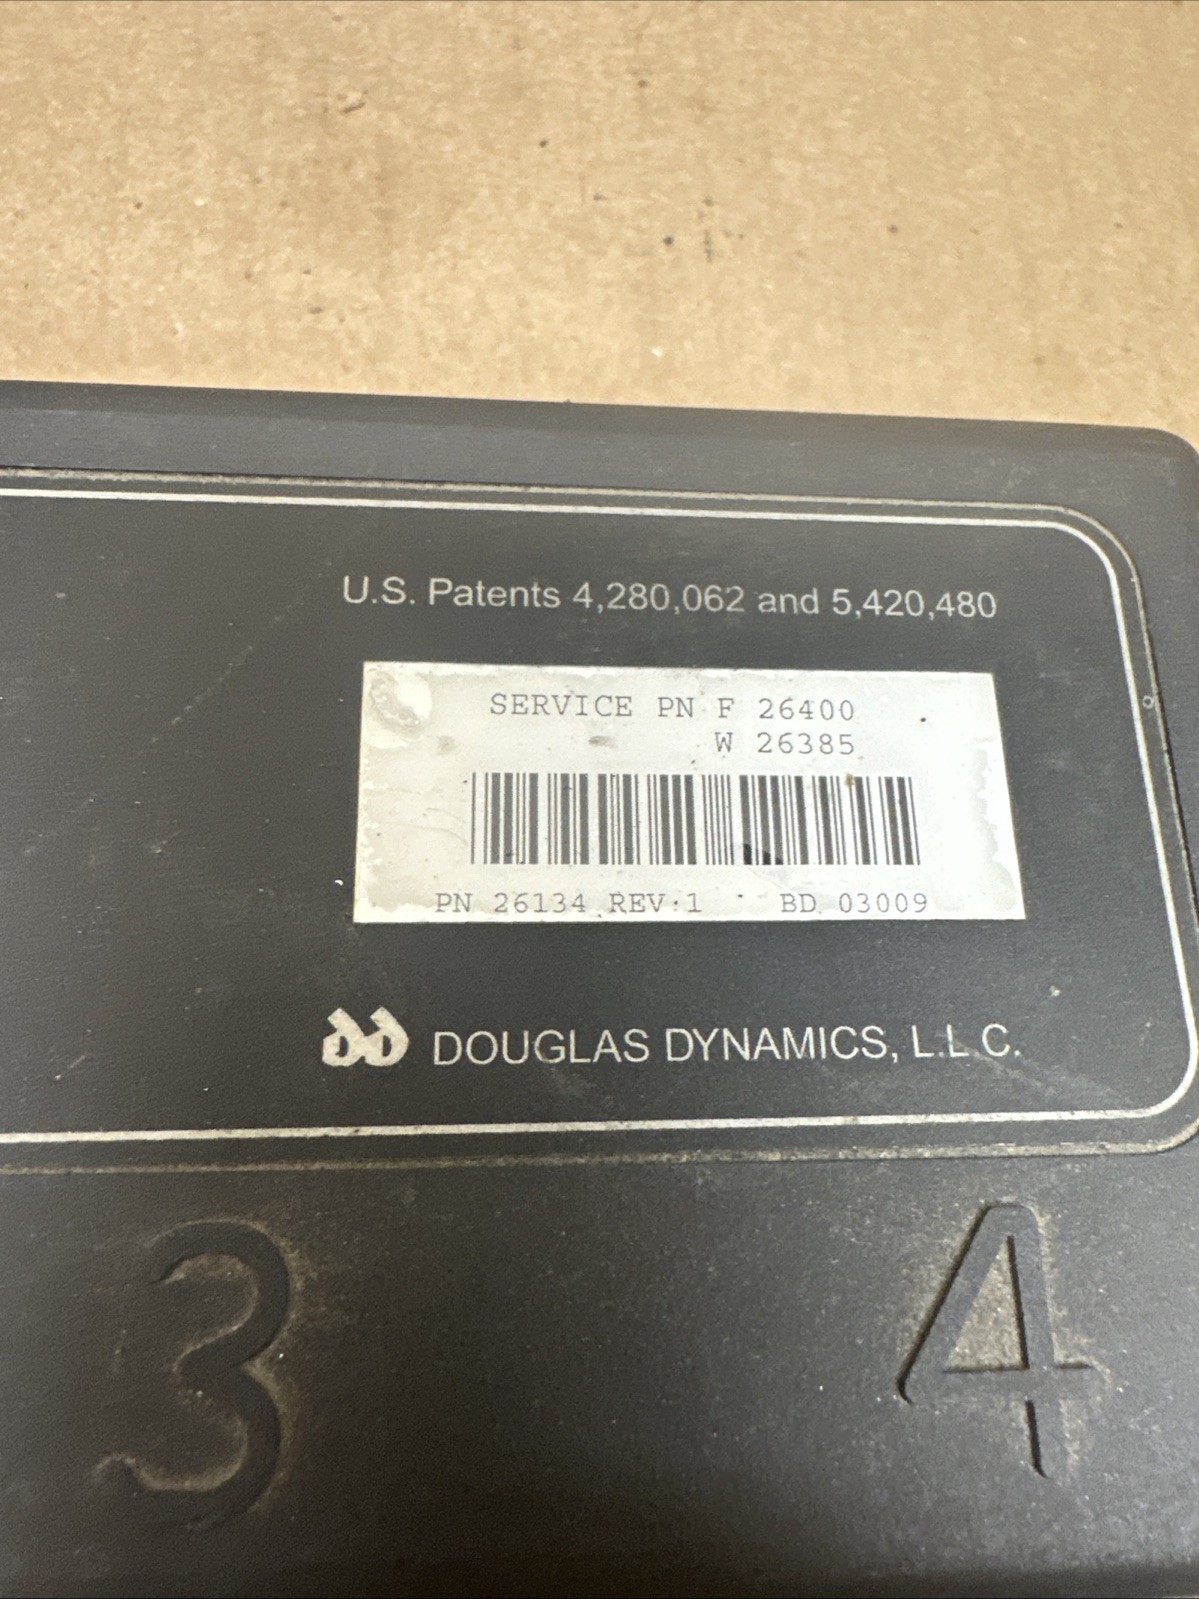 U.S. Patents 4,280,062 and 5,420,480
SERVICE PN F 26400
W 26385
PN 26134 REV:1 BD 03009
DOUGLAS DYNAMICS, L.L.C.
3 4